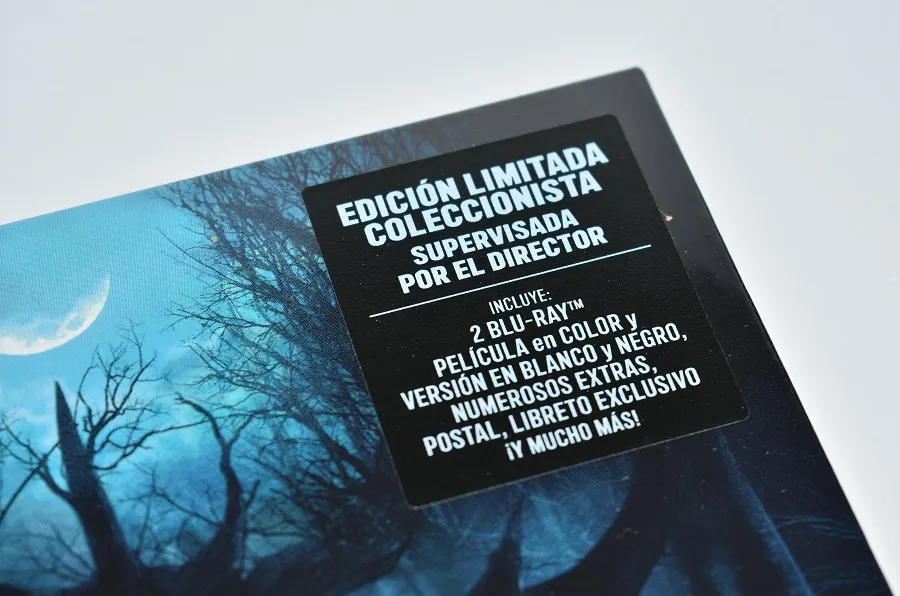 EDICIÓN LIMITADA
COLECCIONISTA
SUPERVISADA
POR EL DIRECTOR
INCLUYE:
2 BLU-RAY™
PELÍCULA en COLOR y
VERSIÓN EN BLANCO y NEGRO,
NUMEROSOS EXTRAS,
POSTAL, LIBRETO EXCLUSIVO
¡Y MUCHO MÁS!